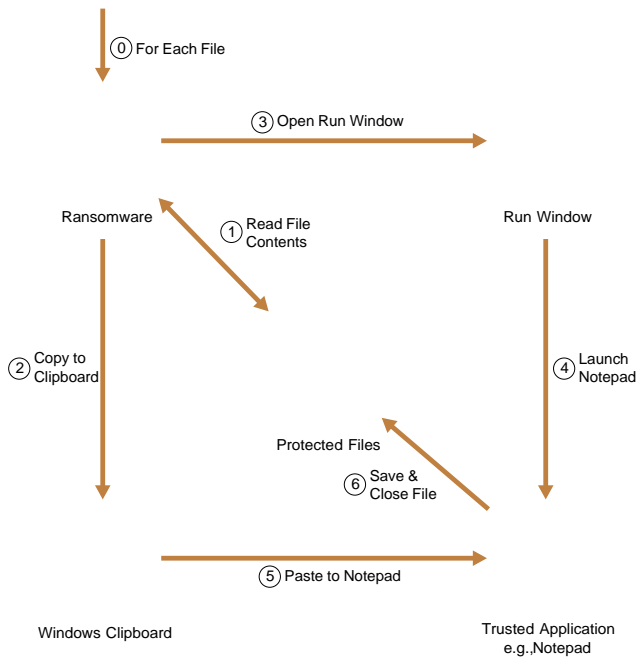 0 For Each File
3 Open Run Window
Ransomware
Run Window
1 Read File
Contents
2 Copy to
Clipboard
4 Launch
Notepad
Protected Files
6 Save &
Close File
5 Paste to Notepad
Windows Clipboard
Trusted Application
e.g.,Notepad